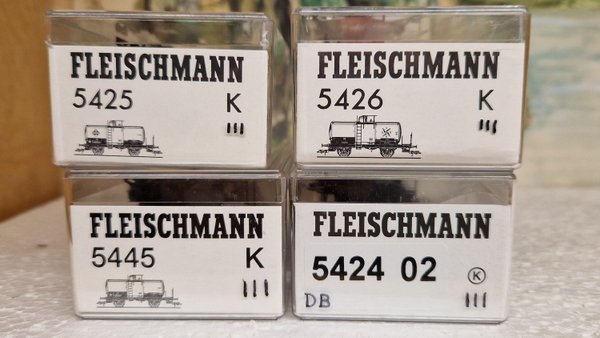 FLEISCHMANN
5425 K
III
FLEISCHMANN
5426 K
III
FLEISCHMANN
5445 K
III
FLEISCHMANN
5424 02 K
DB III